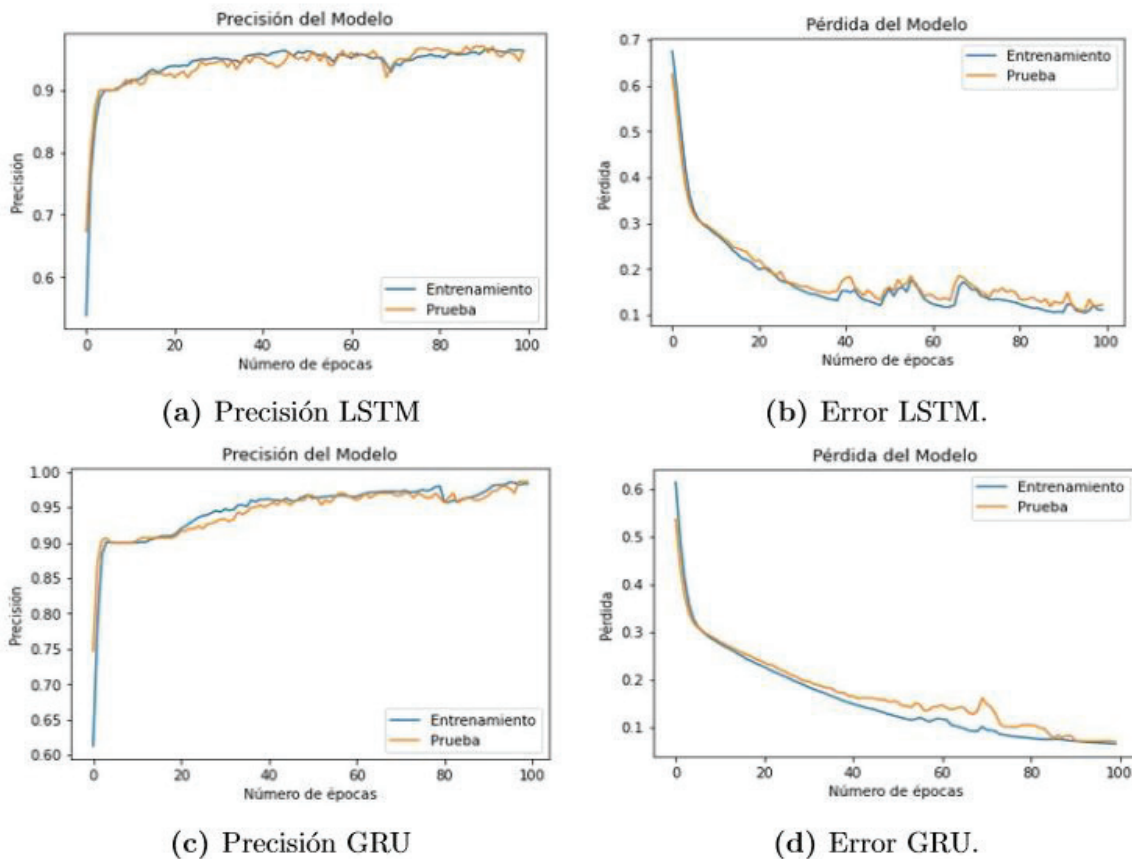 Precisión del Modelo
0.9
0.8
0.7
0.6
Precisión
Entrenamiento
Prueba
0 20 40 60 80 100
Número de épocas
(a) Precisión LSTM
Pérdida del Modelo
0.7
0.6
0.5
0.4
0.3
0.2
0.1
Pérdida
Entrenamiento
Prueba
0 20 40 60 80 100
Número de épocas
(b) Error LSTM.
Precisión del Modelo
1.00
0.95
0.90
0.85
0.80
0.75
0.70
0.65
0.60
Precisión
Entrenamiento
Prueba
0 20 40 60 80 100
Número de épocas
(c) Precisión GRU
Pérdida del Modelo
0.6
0.5
0.4
0.3
0.2
0.1
Pérdida
Entrenamiento
Prueba
0 20 40 60 80 100
Número de épocas
(d) Error GRU.